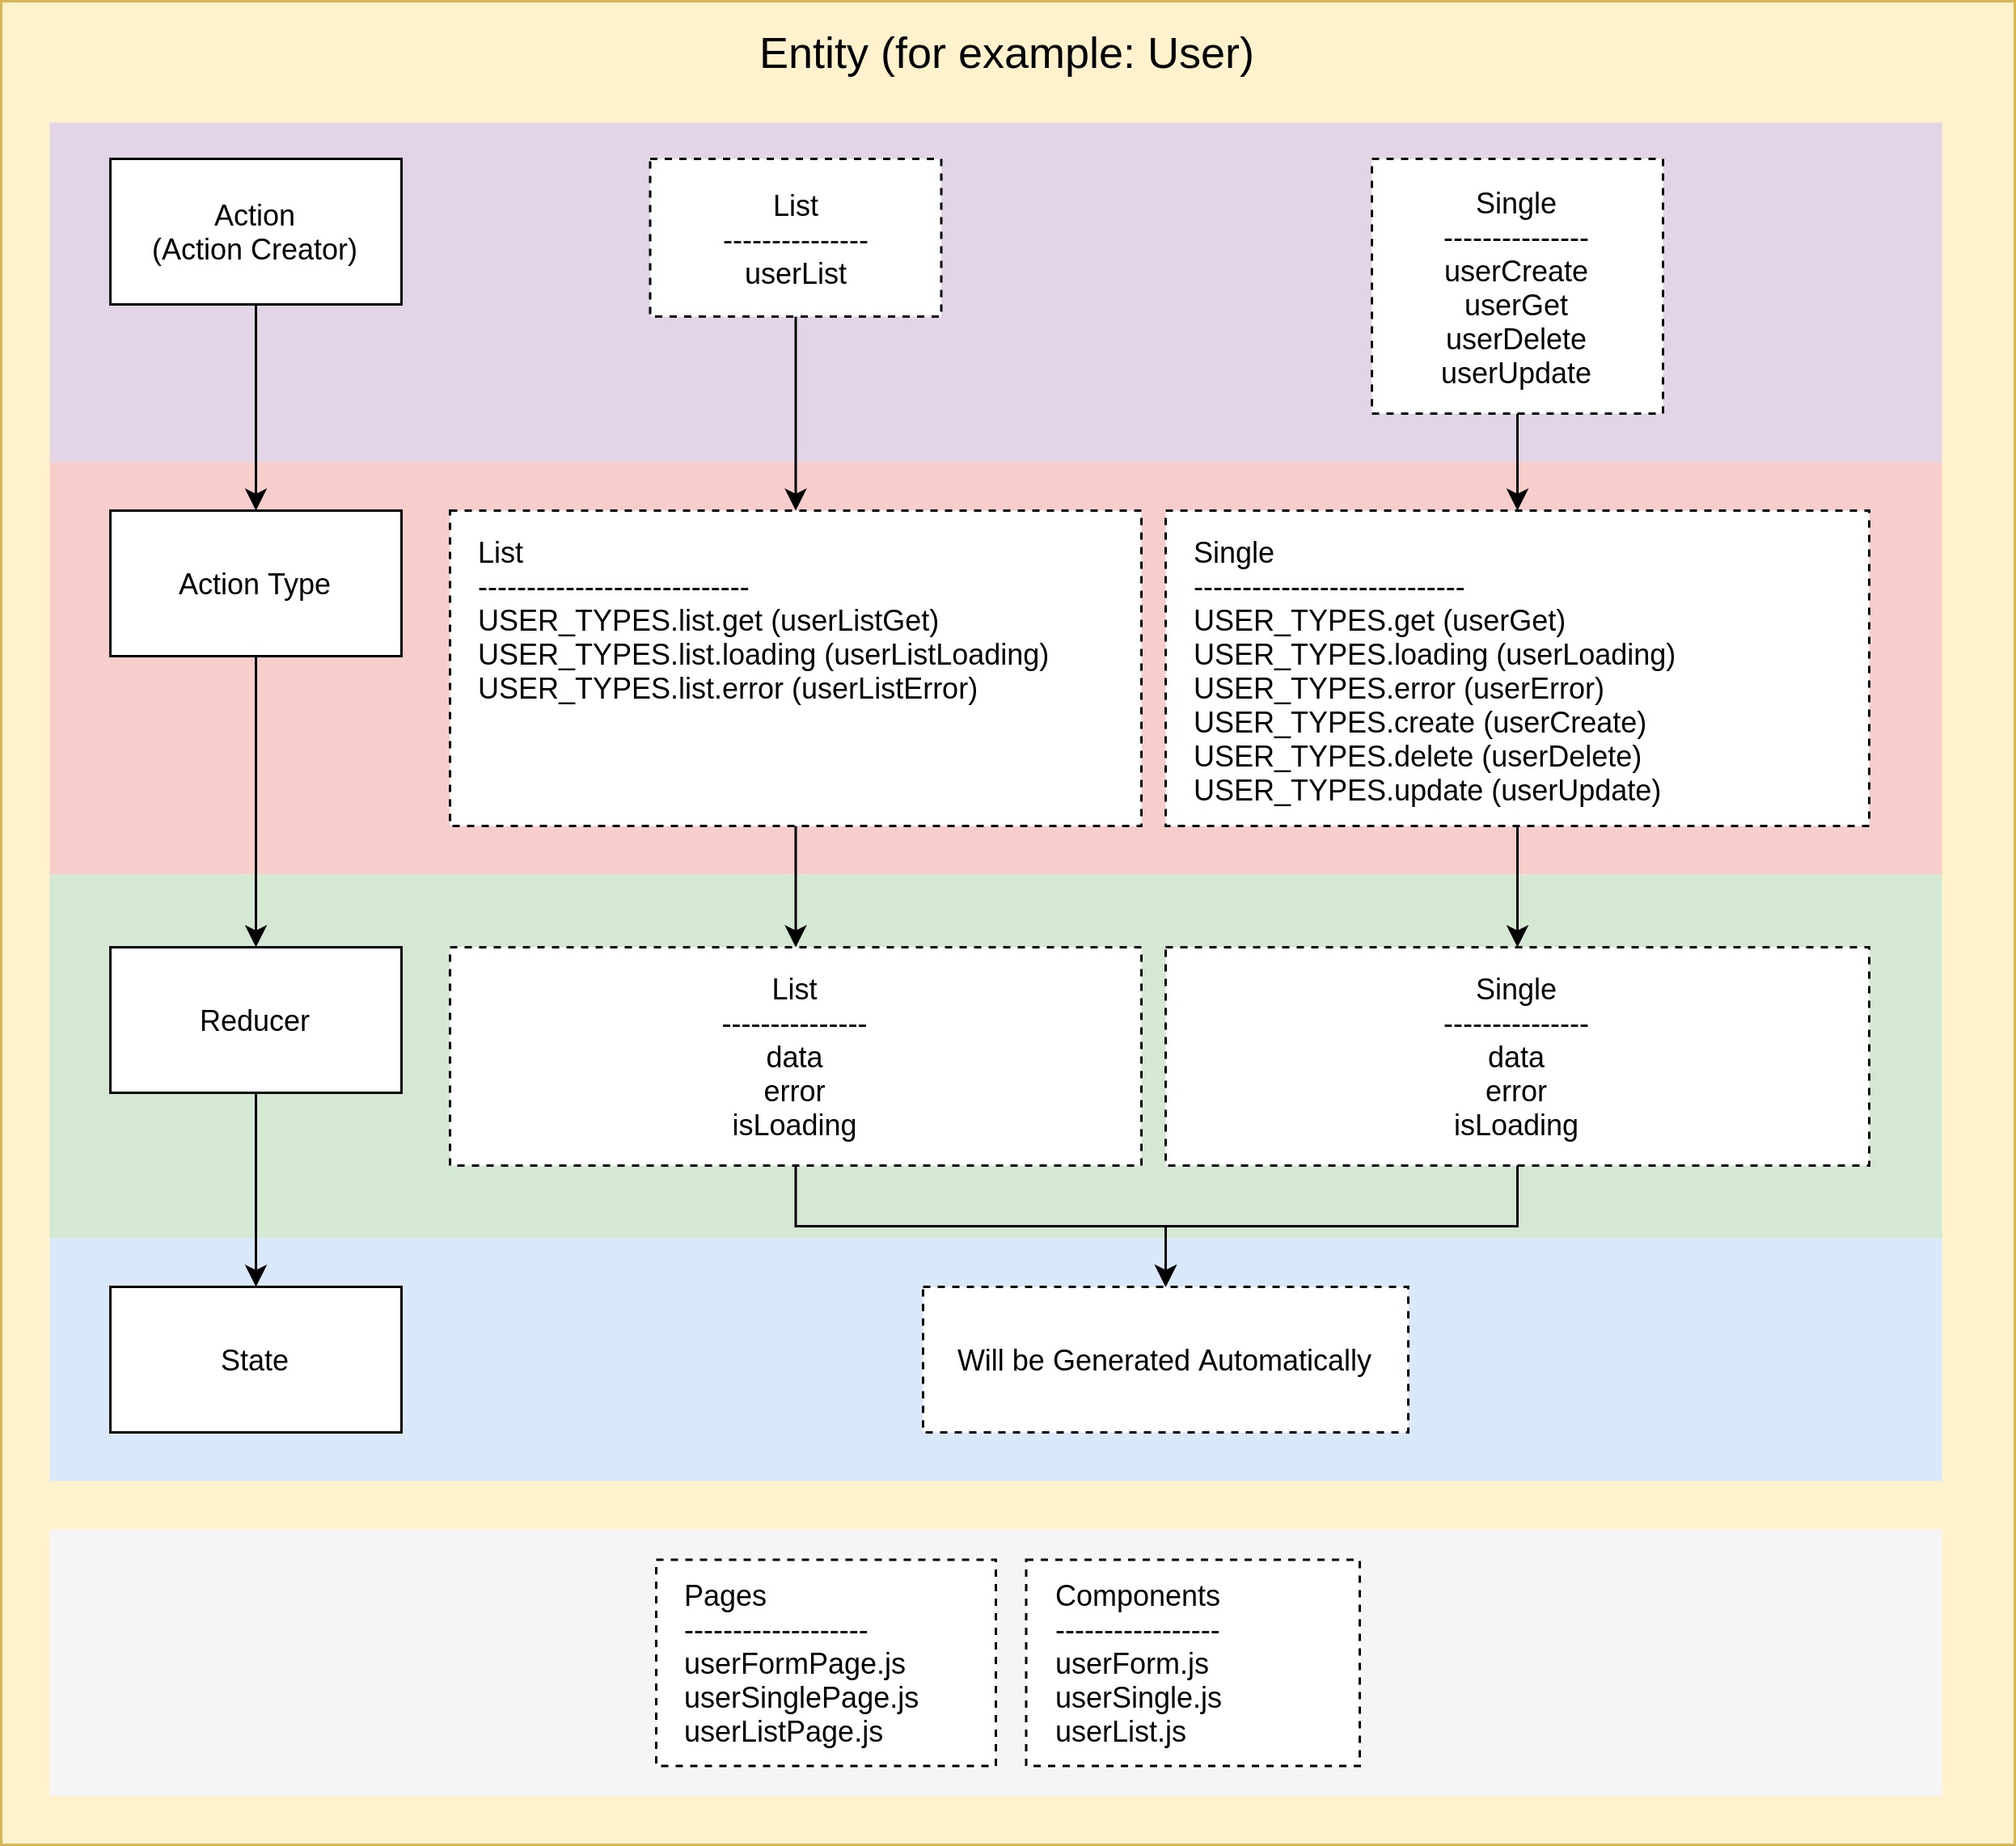 Entity (for example: User)
Action
(Action Creator)
List
---------------
userList
Single
---------------
userCreate
userGet
userDelete
userUpdate
Action Type
List
----------------------------
USER_TYPES.list.get (userListGet)
USER_TYPES.list.loading (userListLoading)
USER_TYPES.list.error (userListError)
Single
----------------------------
USER_TYPES.get (userGet)
USER_TYPES.loading (userLoading)
USER_TYPES.error (userError)
USER_TYPES.create (userCreate)
USER_TYPES.delete (userDelete)
USER_TYPES.update (userUpdate)
Reducer
List
---------------
data
error
isLoading
Single
---------------
data
error
isLoading
State
Will be Generated Automatically
Pages
-------------------
userFormPage.js
userSinglePage.js
userListPage.js
Components
-----------------
userForm.js
userSingle.js
userList.js